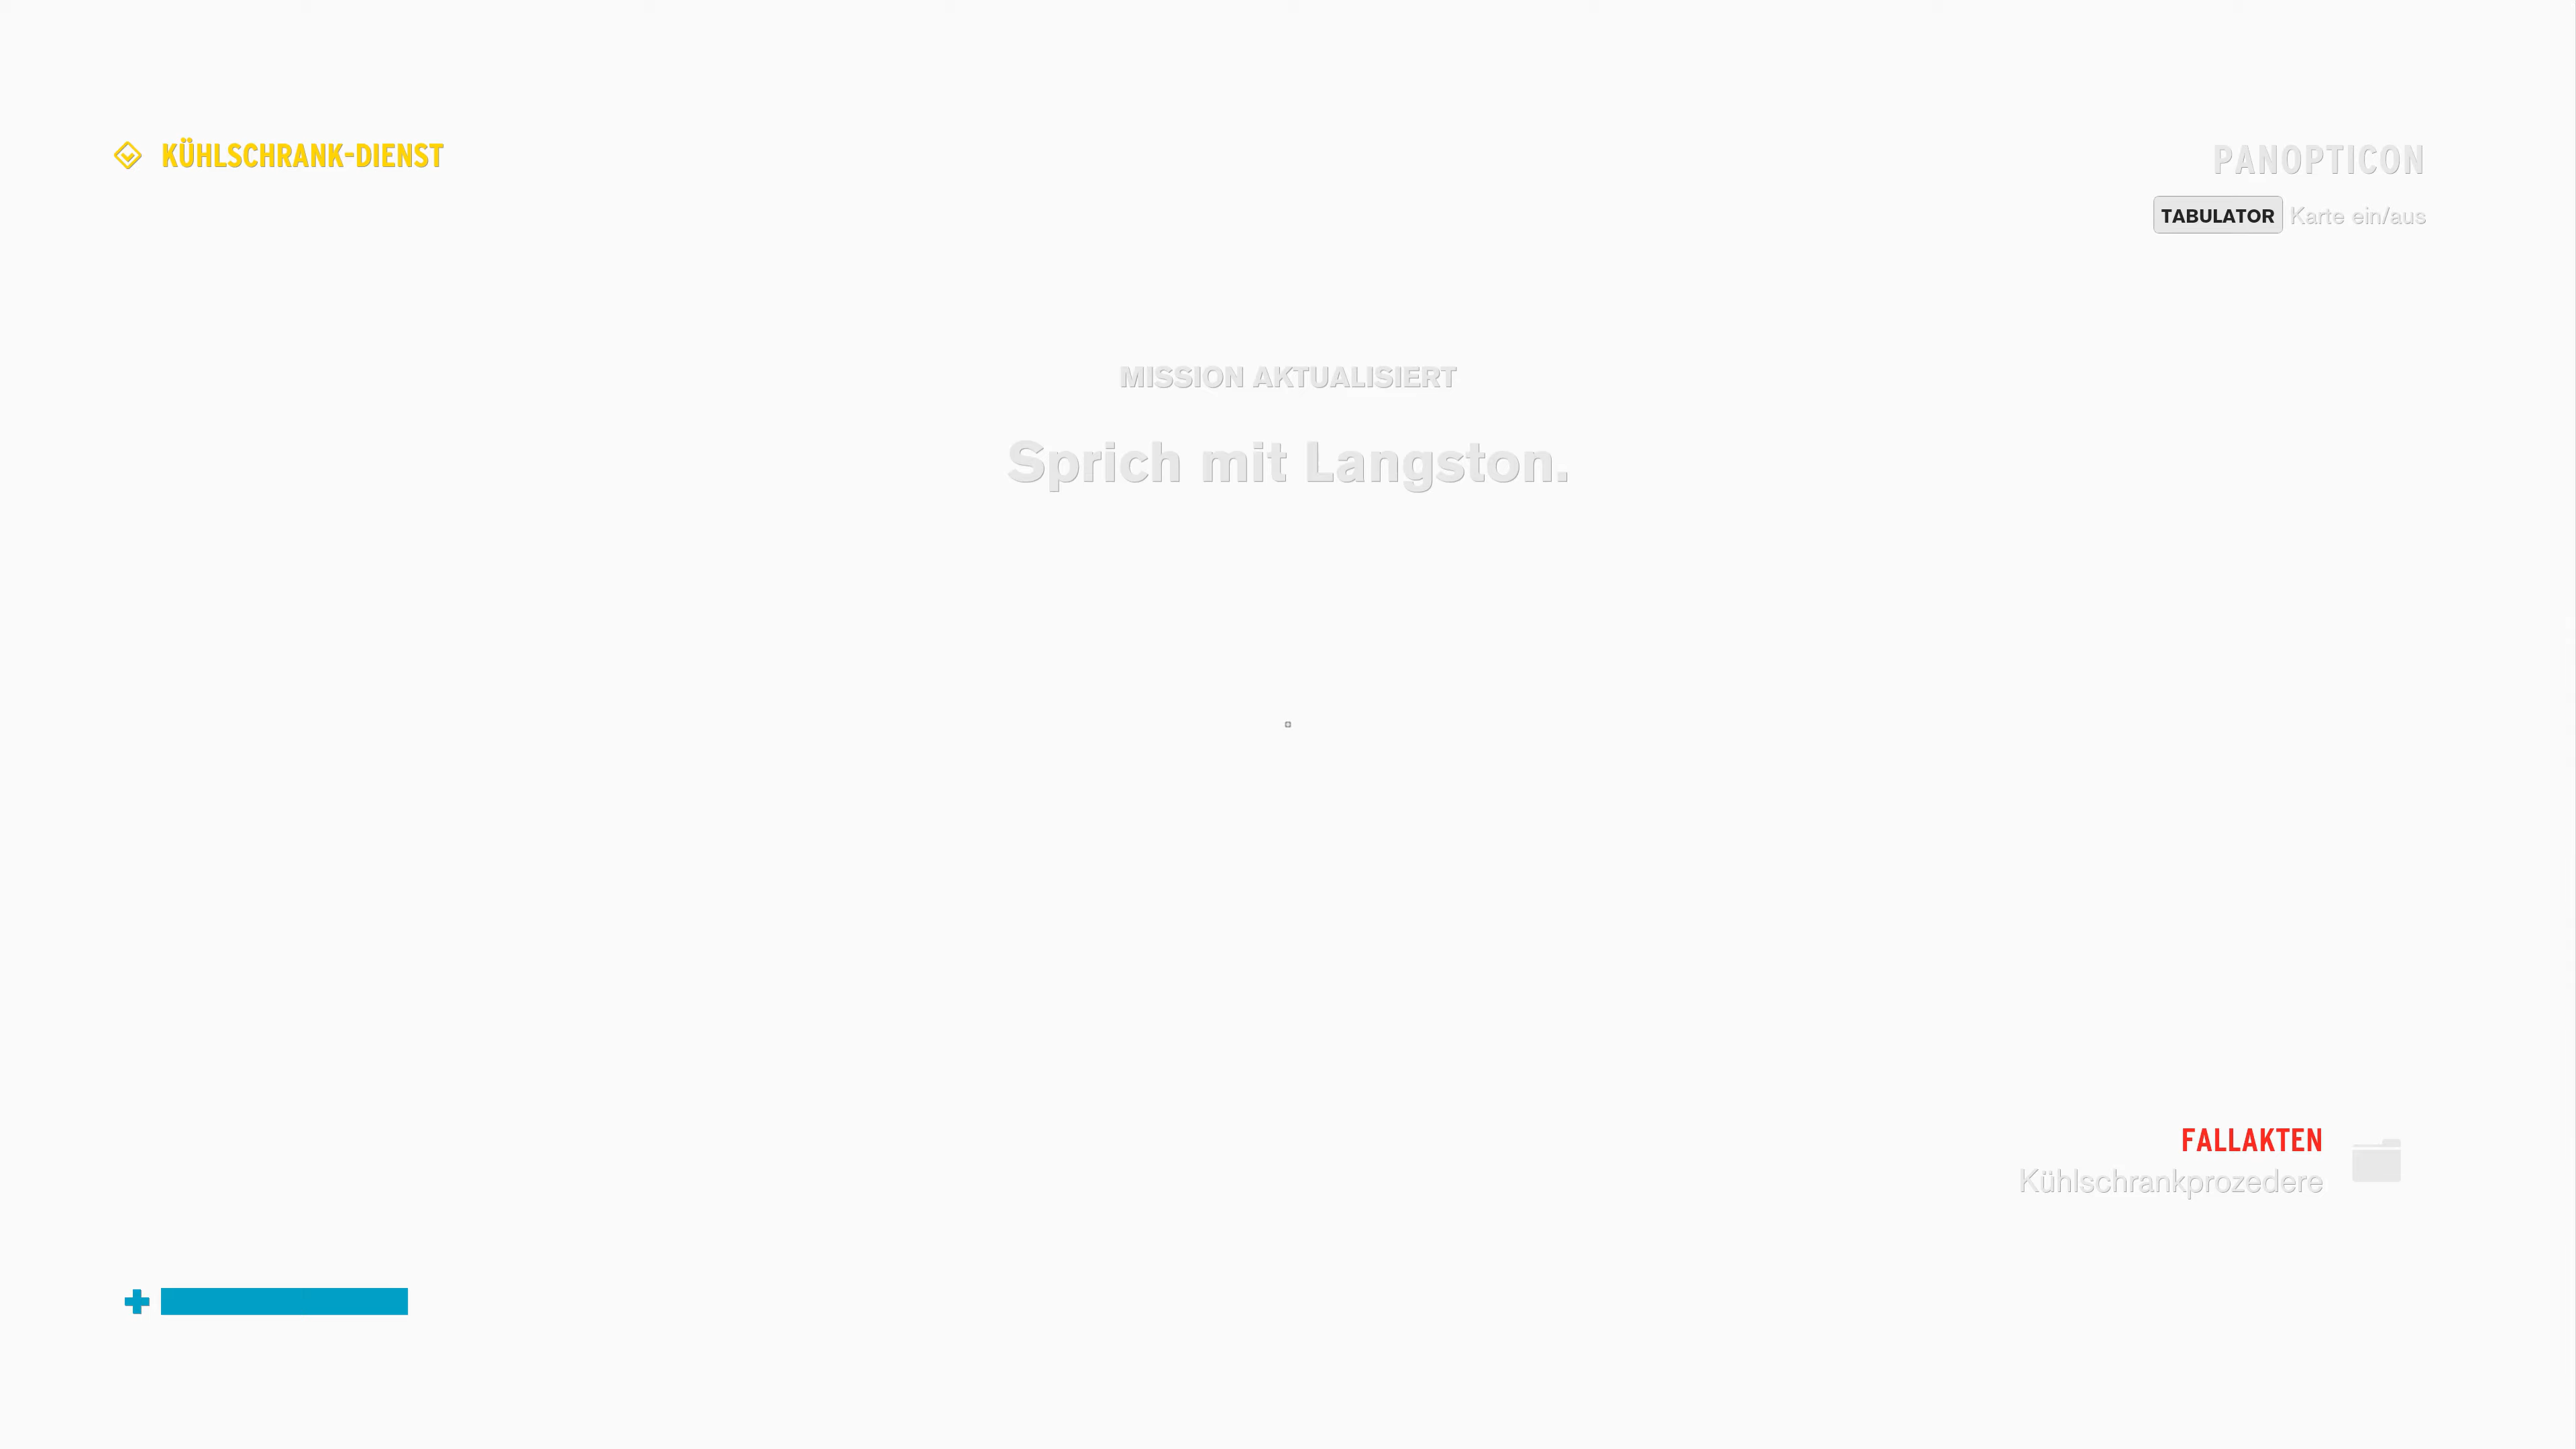 KÜHLSCHRANK-DIENST
PANOPTICON
TABULATOR Karte ein/aus
MISSION AKTUALISIERT
Sprich mit Langston.
FALLAKTEN
Kühlschrankprozedere